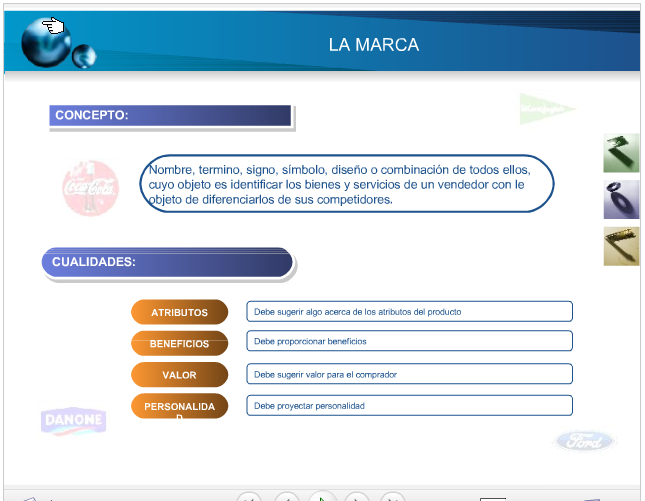 LA MARCA
CONCEPTO:
Coca-Cola
Nombre, termino, signo, símbolo, diseño o combinación de todos ellos,
cuyo objeto es identificar los bienes y servicios de un vendedor con le
objeto de diferenciarlos de sus competidores.
CUALIDADES:
ATRIBUTOS
Debe sugerir algo acerca de los atributos del producto
BENEFICIOS
Debe proporcionar beneficios
VALOR
Debe sugerir valor para el comprador
PERSONALIDA
D
Debe proyectar personalidad
DANONE
Ford